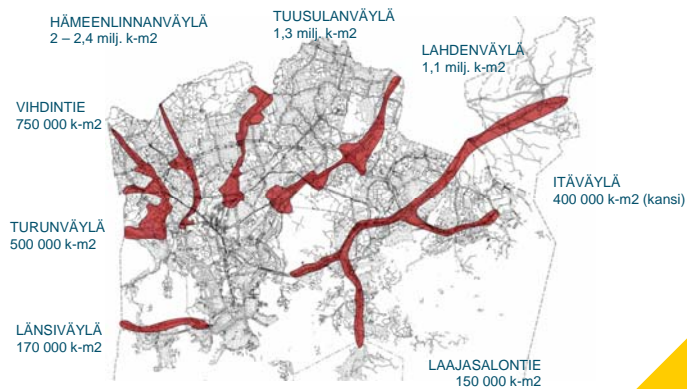 HÄMEENLINNANVÄYLÄ
2 – 2,4 milj. k-m2
TUUSULANVÄYLÄ
1,3 milj. k-m2
LAHDENVÄYLÄ
1,1 milj. k-m2
VIHDINTIE
750 000 k-m2
ITÄVÄYLÄ
400 000 k-m2 (kansi)
TURUNVÄYLÄ
500 000 k-m2
LÄNSIVÄYLÄ
170 000 k-m2
LAAJASALONTIE
150 000 k-m2